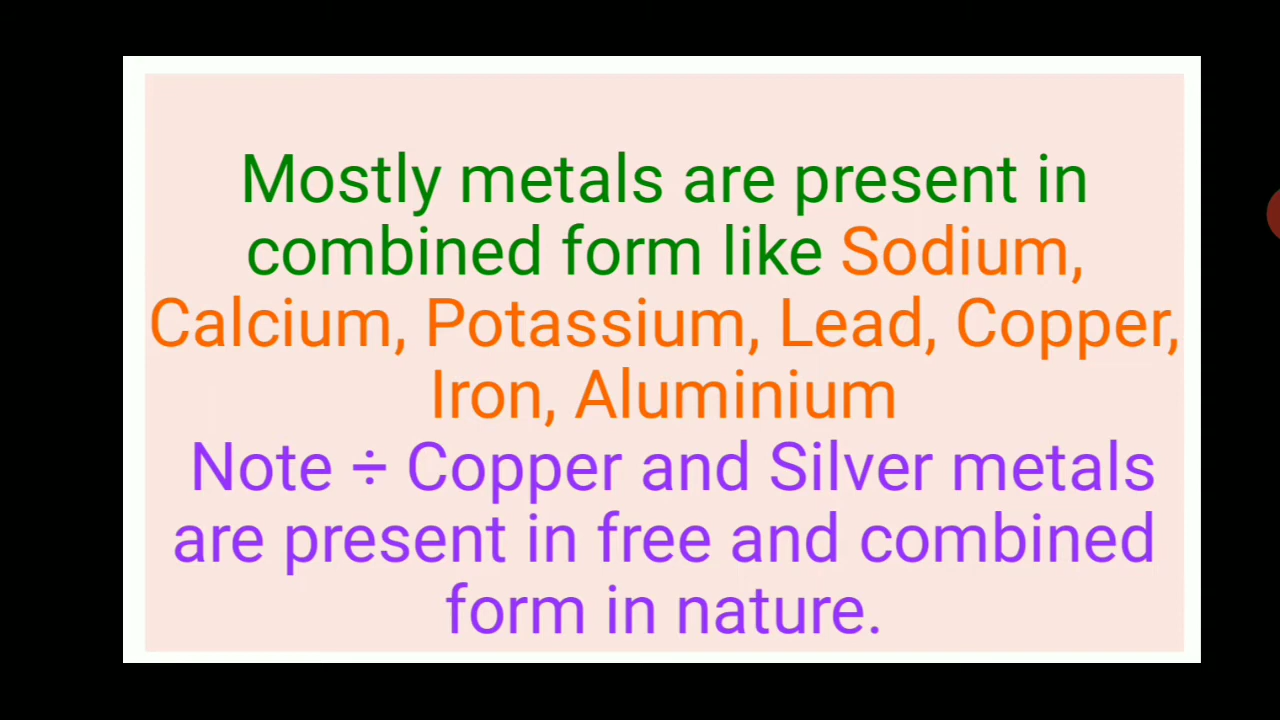 Mostly metals are present in
combined form like Sodium,
Calcium, Potassium, Lead, Copper,
Iron, Aluminium
Note ÷ Copper and Silver metals
are present in free and combined
form in nature.